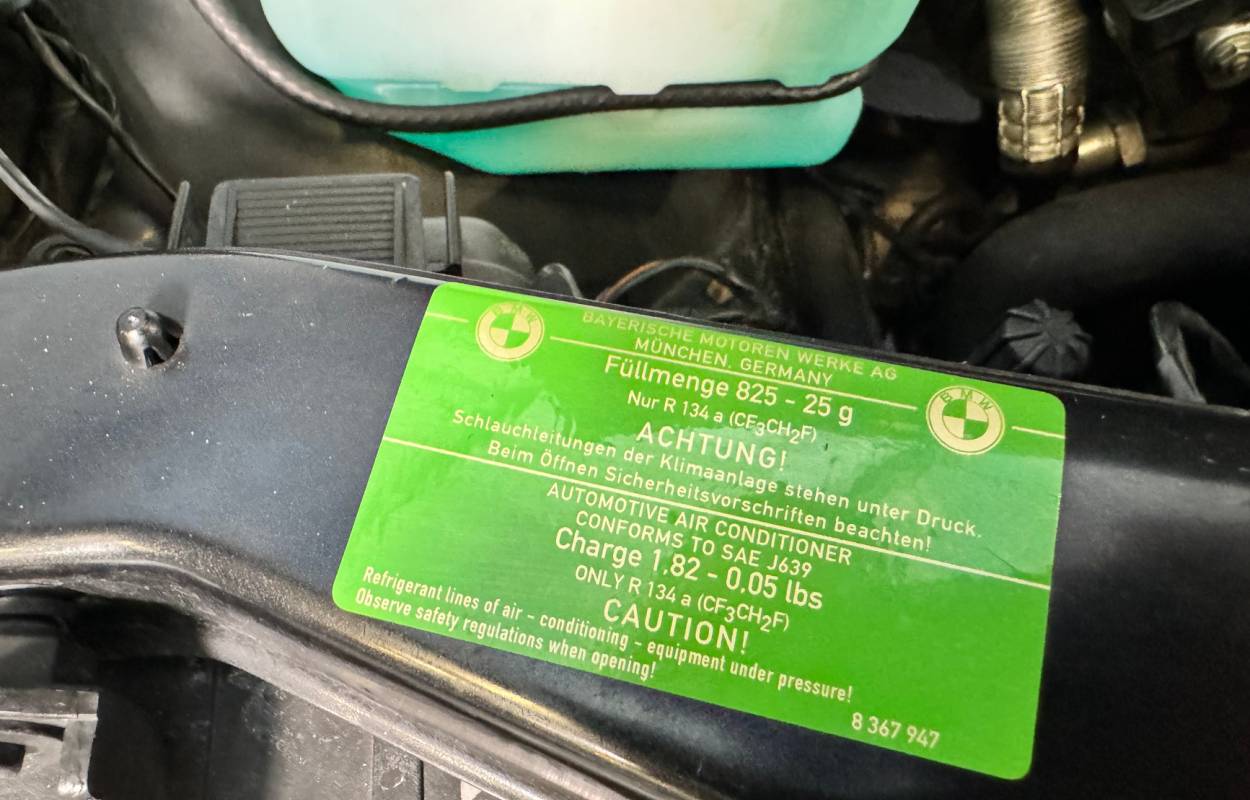 BMW
BAYERISCHE MOTOREN WERKE AG
MÜNCHEN, GERMANY
BMW
Füllmenge 825 - 25 g
Nur R 134 a (CF3CH2F)
ACHTUNG!
Schlauchleitungen der Klimaanlage stehen unter Druck.
Beim Öffnen Sicherheitsvorschriften beachten!
AUTOMOTIVE AIR CONDITIONER
CONFORMS TO SAE J639
Charge 1.82 - 0.05 lbs
ONLY R 134 a (CF3CH2F)
CAUTION!
Refrigerant lines of air - conditioning - equipment under pressure!
Observe safety regulations when opening!
8 367 947